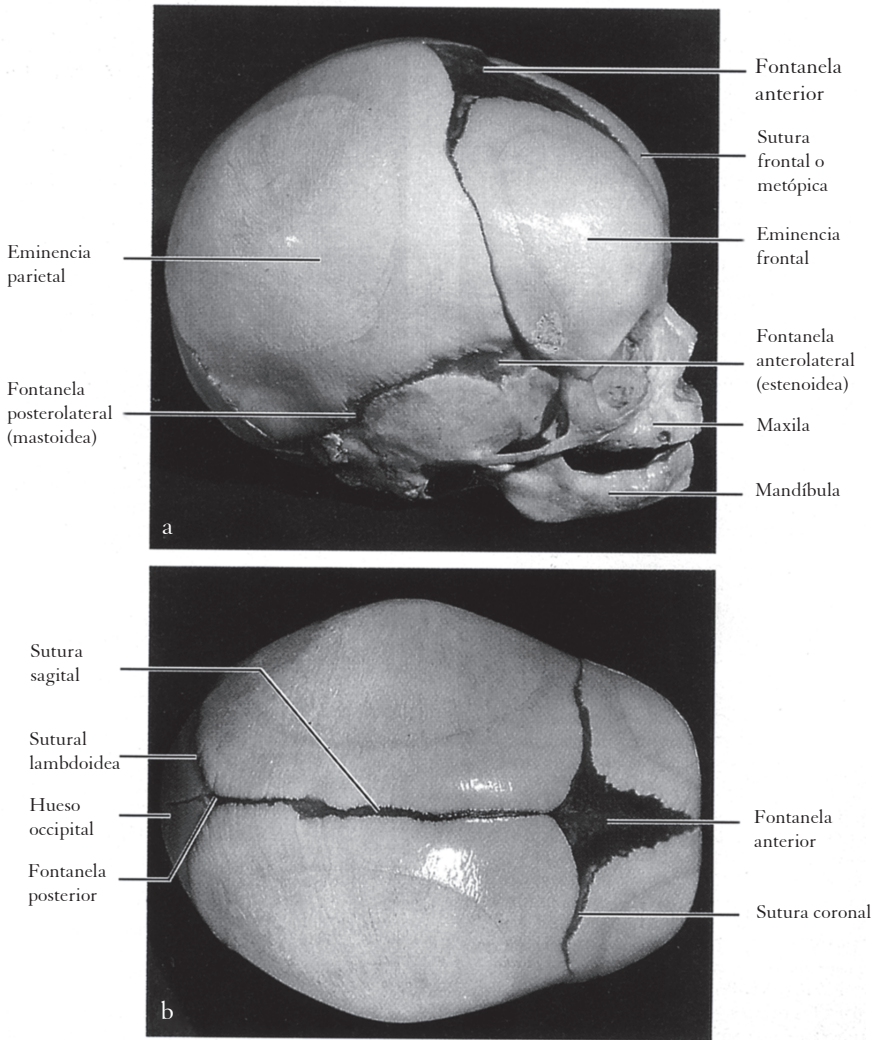 Fontanela
anterior
Sutura
frontal o
metópica
Eminencia
parietal
Eminencia
frontal
Fontanela
anterolateral
(estenoidea)
Fontanela
posterolateral
(mastoidea)
Maxila
Mandíbula
a
Sutura
sagital
Sutural
lambdoidea
Hueso
occipital
Fontanela
posterior
Fontanela
anterior
Sutura coronal
b